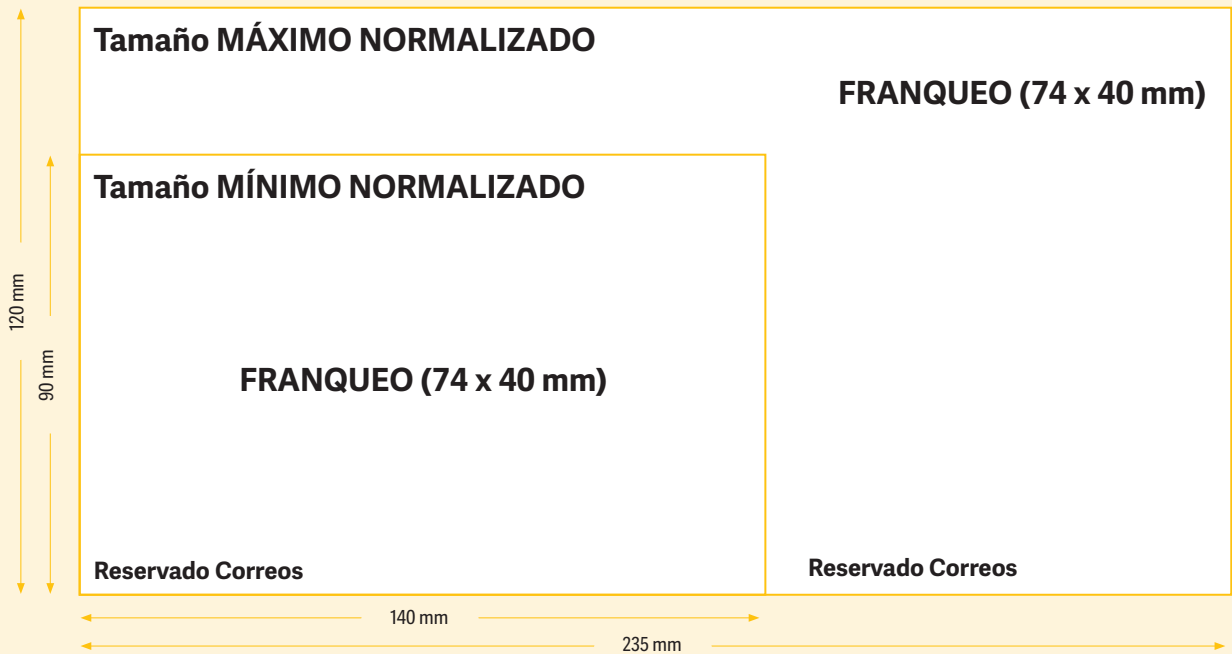 Tamaño MÁXIMO NORMALIZADO
FRANQUEO (74 x 40 mm)
Tamaño MÍNIMO NORMALIZADO
120 mm
90 mm
FRANQUEO (74 x 40 mm)
Reservado Correos
Reservado Correos
140 mm
235 mm